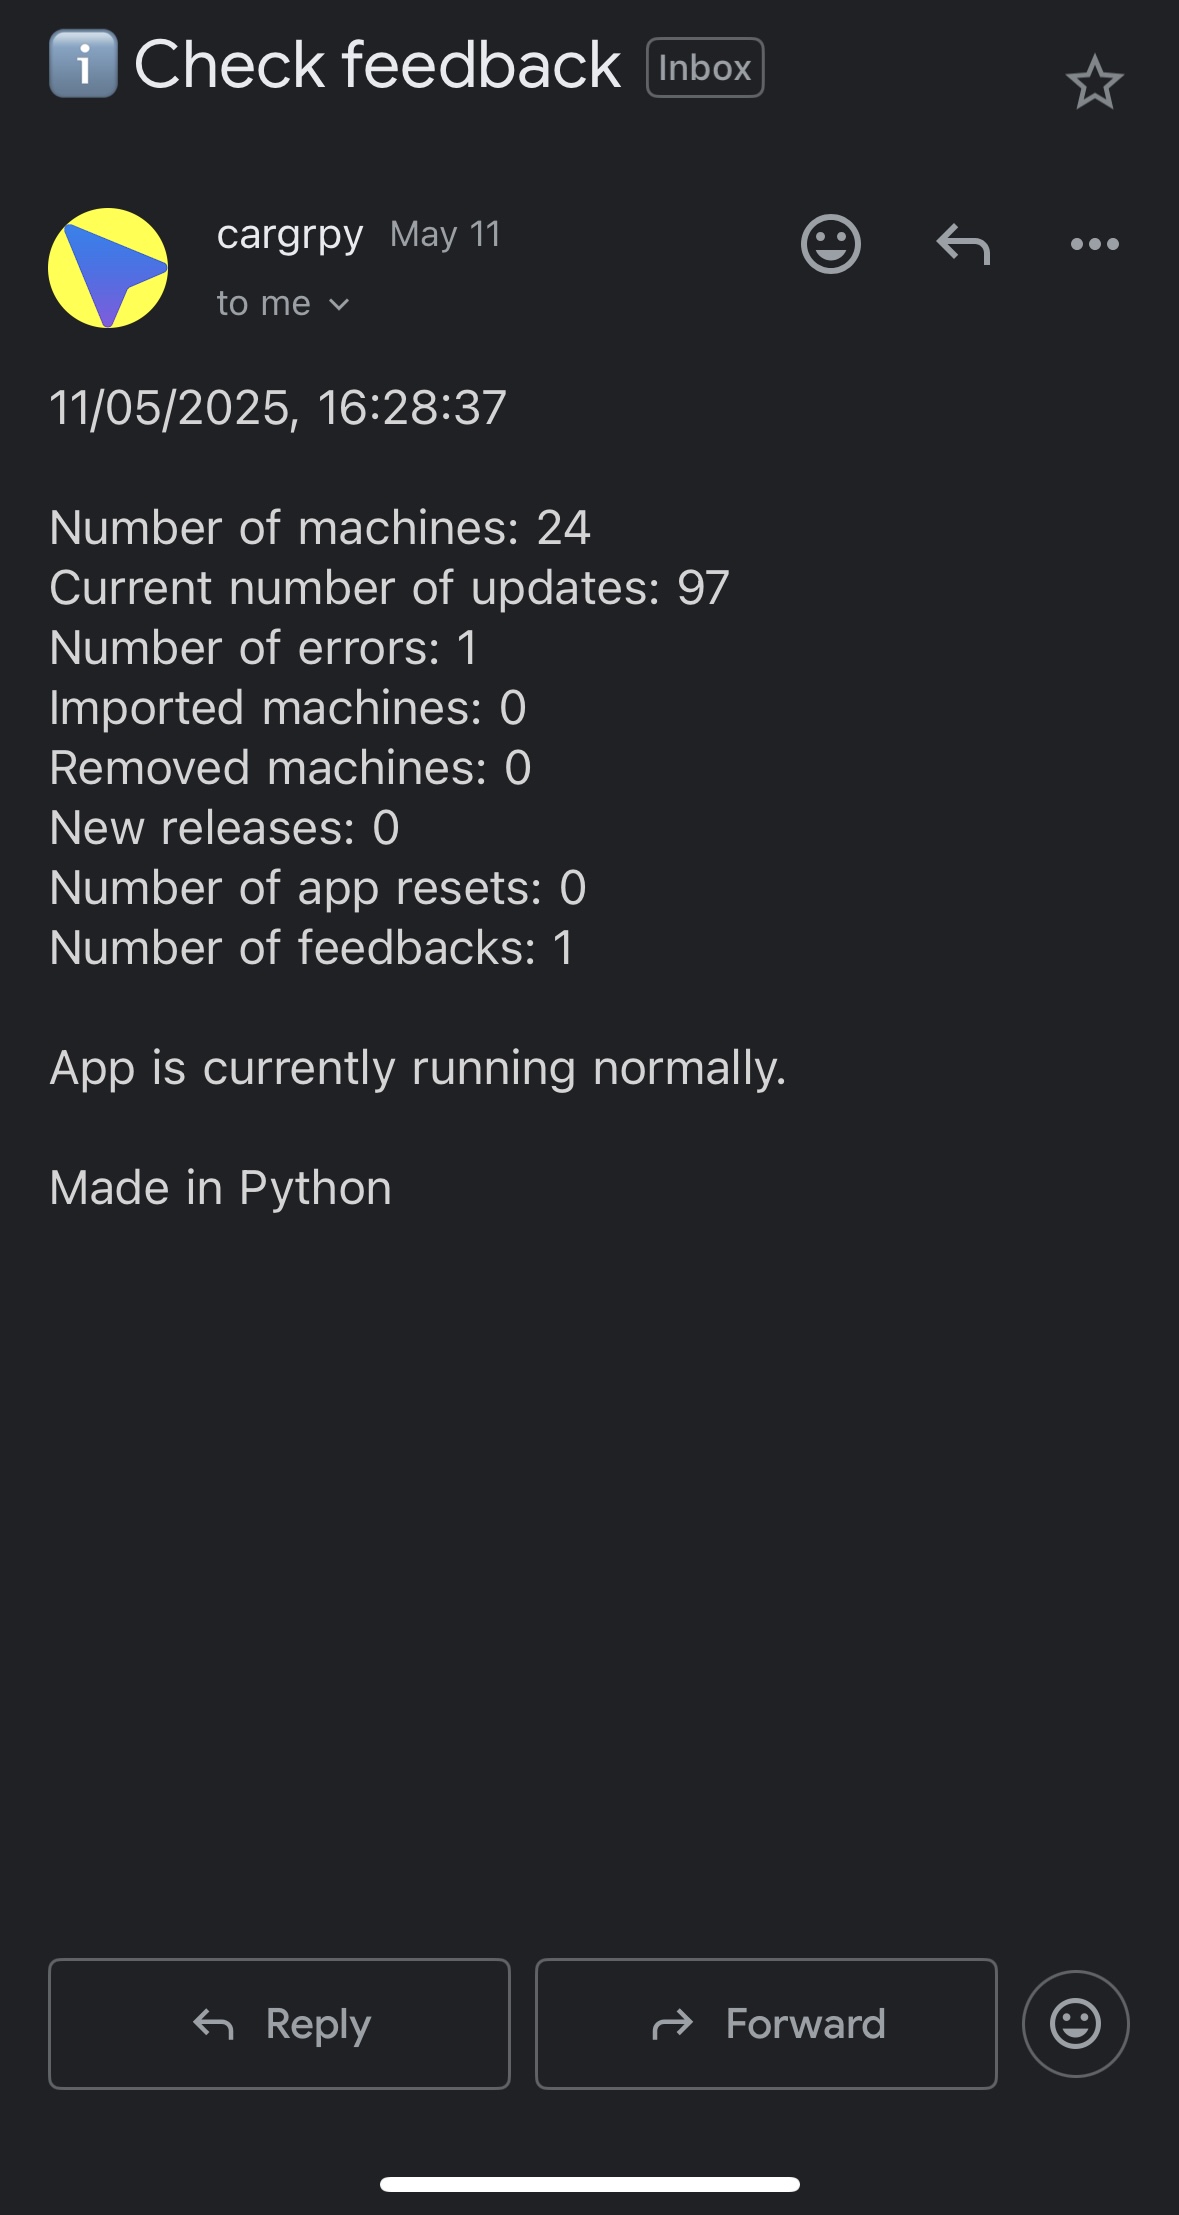 ℹ️ Check feedback Inbox
cargrpy May 11
to me
11/05/2025, 16:28:37
Number of machines: 24
Current number of updates: 97
Number of errors: 1
Imported machines: 0
Removed machines: 0
New releases: 0
Number of app resets: 0
Number of feedbacks: 1
App is currently running normally.
Made in Python
Reply Forward